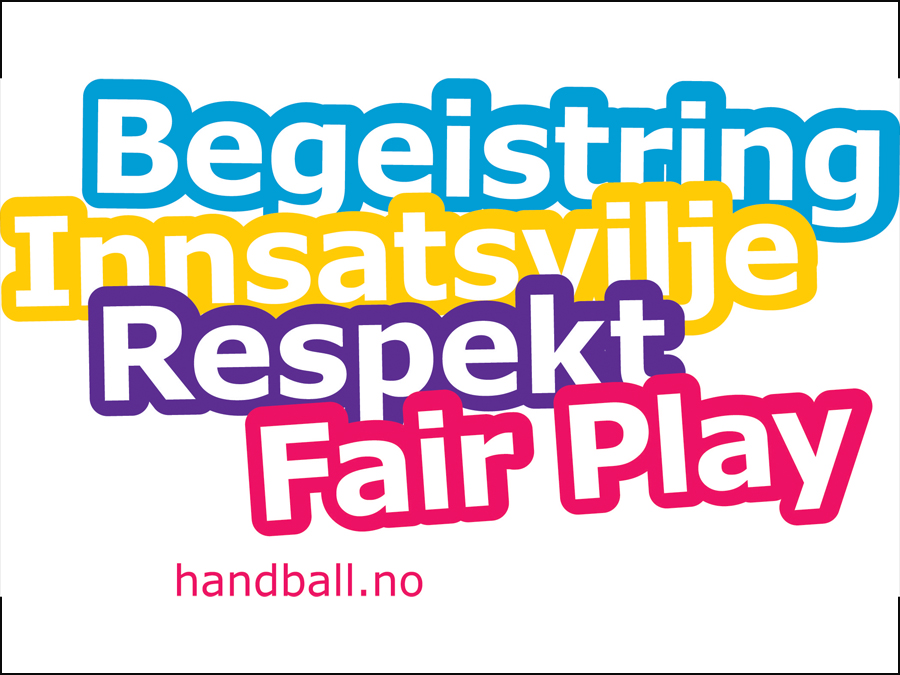 Begeistring
Innsatsvilje
Respekt
Fair Play
handball.no